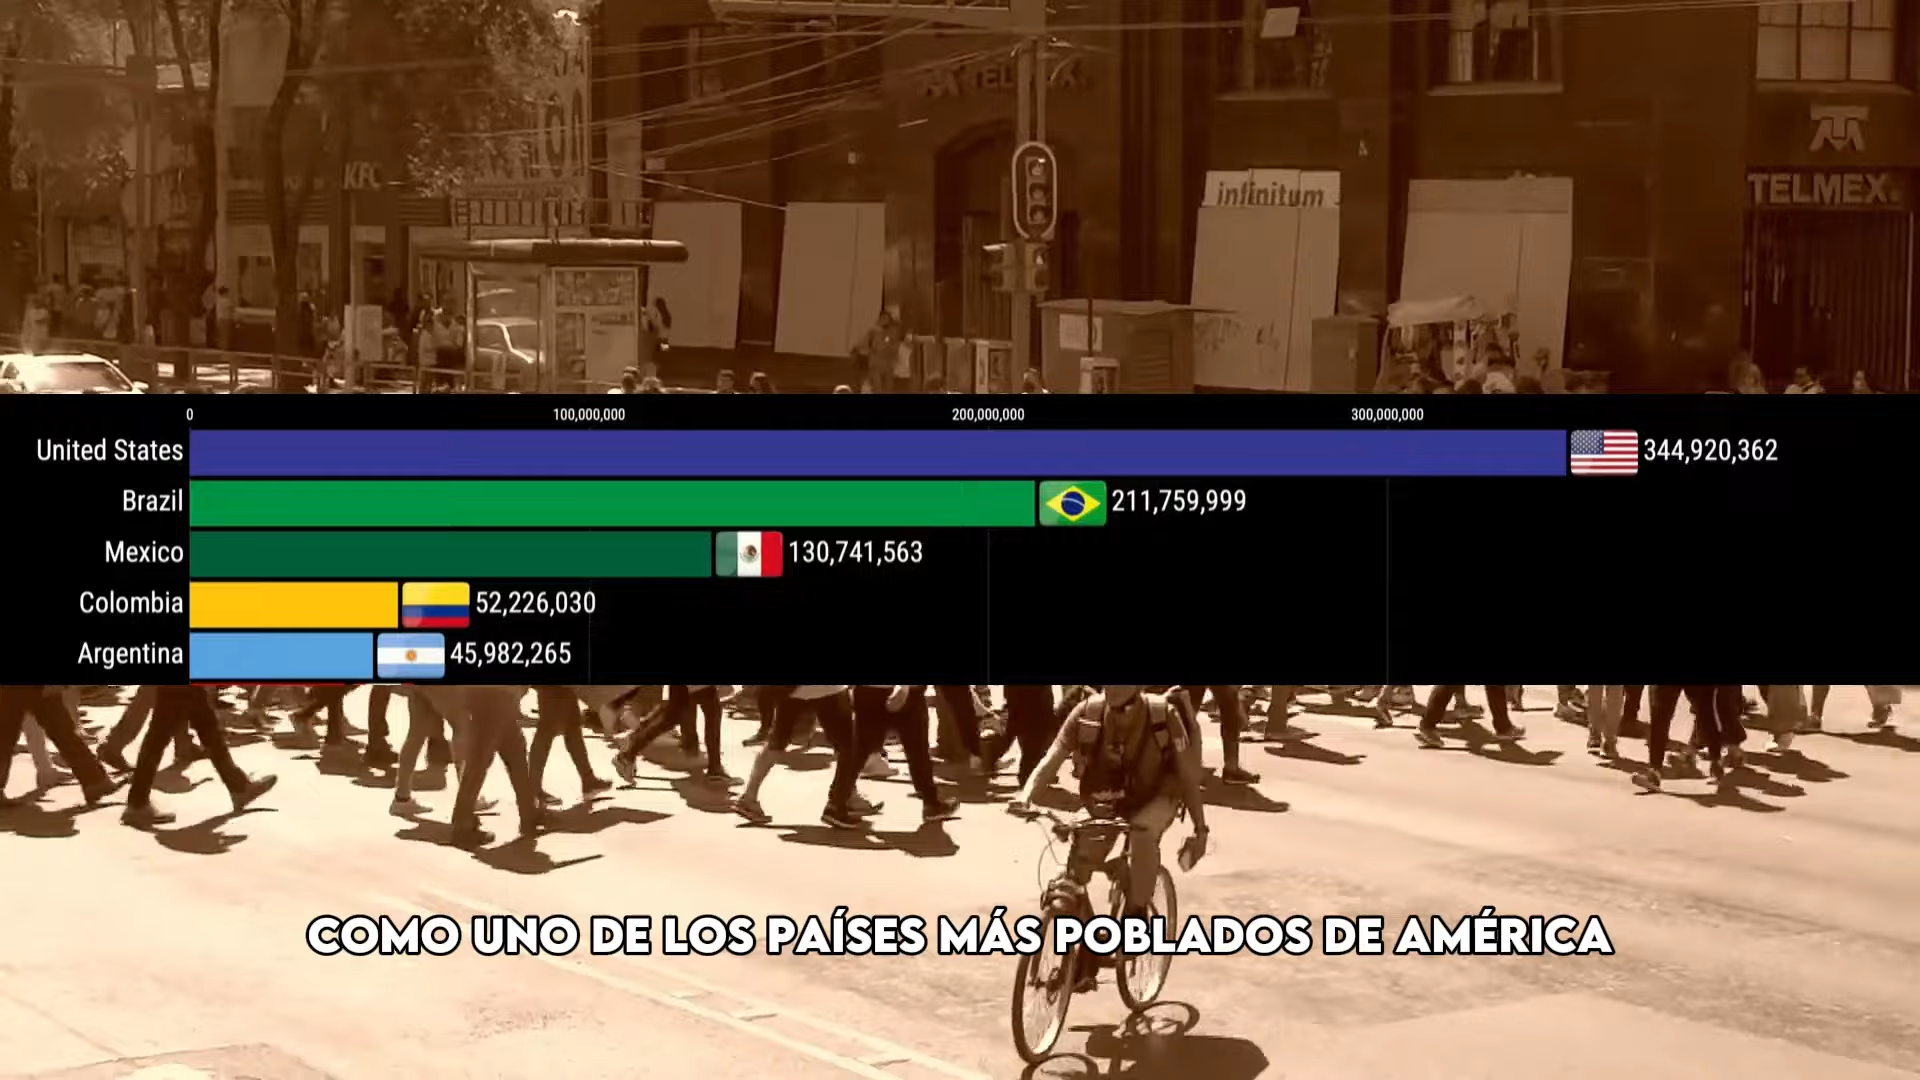 KFC
TELMEX
infinitum
TELMEX
0 100,000,000 200,000,000 300,000,000
United States 344,920,362
Brazil 211,759,999
Mexico 130,741,563
Colombia 52,226,030
Argentina 45,982,265
COMO UNO DE LOS PAÍSES MÁS POBLADOS DE AMÉRICA